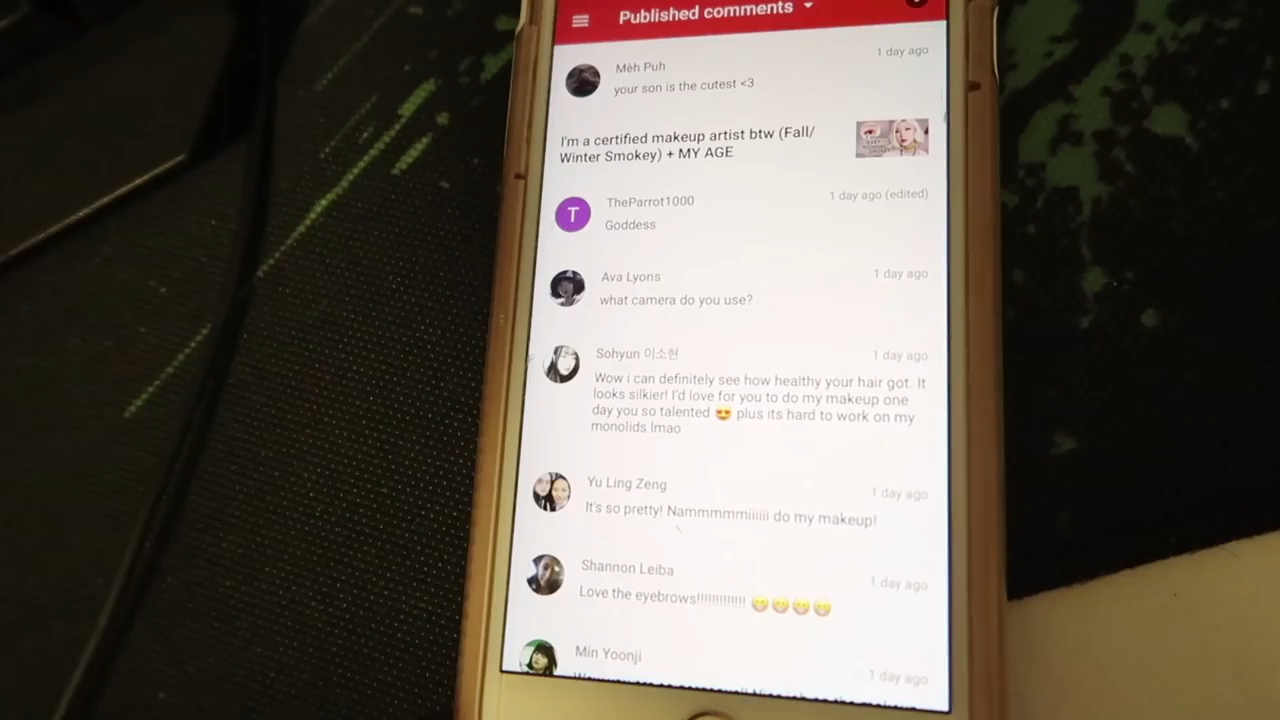 Published comments
Mèh Puh
1 day ago
your son is the cutest <3
I'm a certified makeup artist btw (Fall/
Winter Smokey) + MY AGE
T
TheParrot1000
1 day ago (edited)
Goddess
Ava Lyons
1 day ago
what camera do you use?
Sohyun 이소현
1 day ago
Wow i can definitely see how healthy your hair got. It
looks silkier! I'd love for you to do my makeup one
day you so talented 😍 plus its hard to work on my
monolids lmao
Yu Ling Zeng
1 day ago
It's so pretty! Nammmmmiiiiii do my makeup!
Shannon Leiba
1 day ago
Love the eyebrows!!!!!!!!!!!!! 😁😁😁😁
Min Yoonji
1 day ago